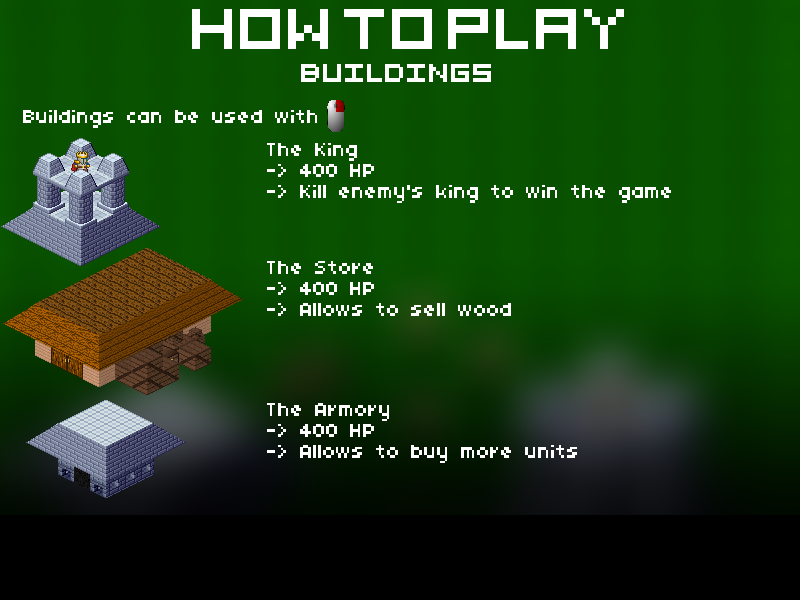 HOW TO PLAY
BUILDINGS
Buildings can be used with
The King
-> 400 HP
-> Kill enemy's king to win the game
The Store
-> 400 HP
-> Allows to sell wood
The Armory
-> 400 HP
-> Allows to buy more units